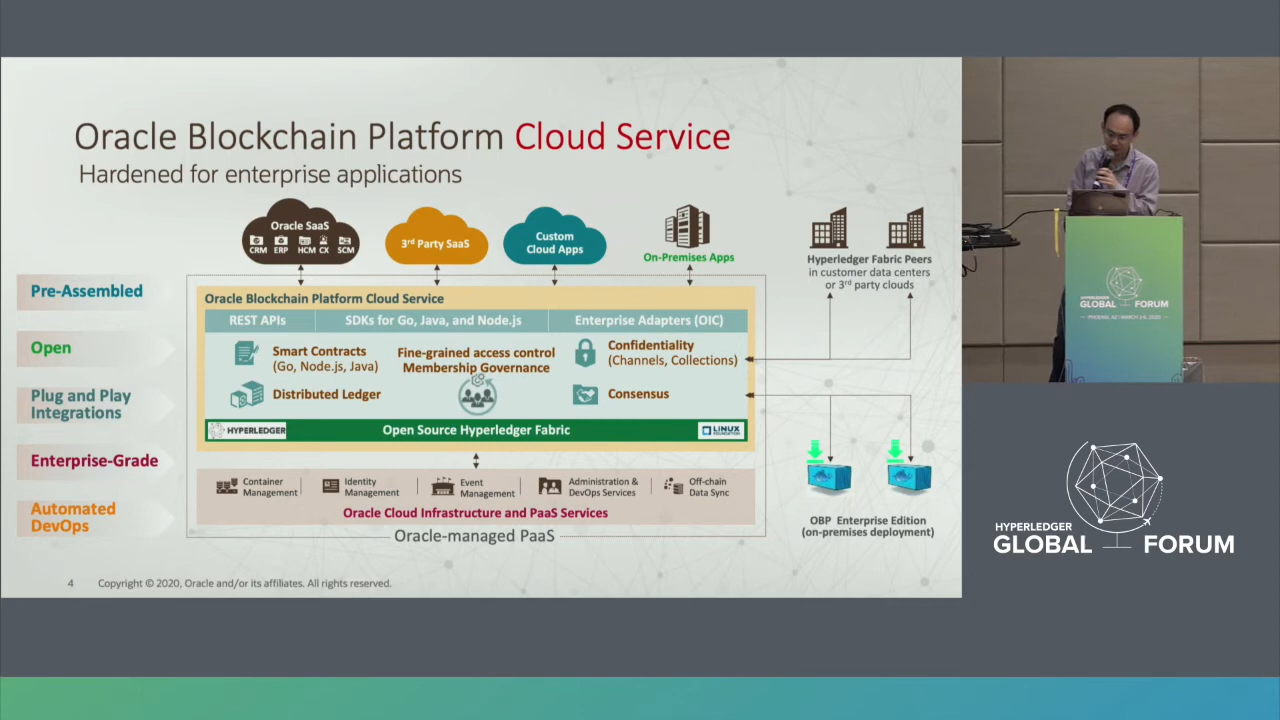 Oracle Blockchain Platform Cloud Service
Hardened for enterprise applications
Oracle SaaS
CRM ERP HCM CX SCM
3rd Party SaaS
Custom
Cloud Apps
On-Premises Apps
Hyperledger Fabric Peers
in customer data centers
or 3rd party clouds
Pre-Assembled
Open
Plug and Play
Integrations
Enterprise-Grade
Automated
DevOps
Oracle Blockchain Platform Cloud Service
REST APIs
SDKs for Go, Java, and Node.js
Enterprise Adapters (OIC)
Smart Contracts
(Go, Node.js, Java)
Distributed Ledger
Fine-grained access control
Membership Governance
Confidentiality
(Channels, Collections)
Consensus
HYPERLEDGER
Open Source Hyperledger Fabric
LINUX
FOUNDATION
Container
Management
Identity
Management
Event
Management
Administration &
DevOps Services
Off-chain
Data Sync
Oracle Cloud Infrastructure and PaaS Services
Oracle-managed PaaS
OBP Enterprise Edition
(on-premises deployment)
4 Copyright © 2020, Oracle and/or its affiliates. All rights reserved.
HYPERLEDGER
GLOBAL FORUM
HYPERLEDGER
GLOBAL FORUM